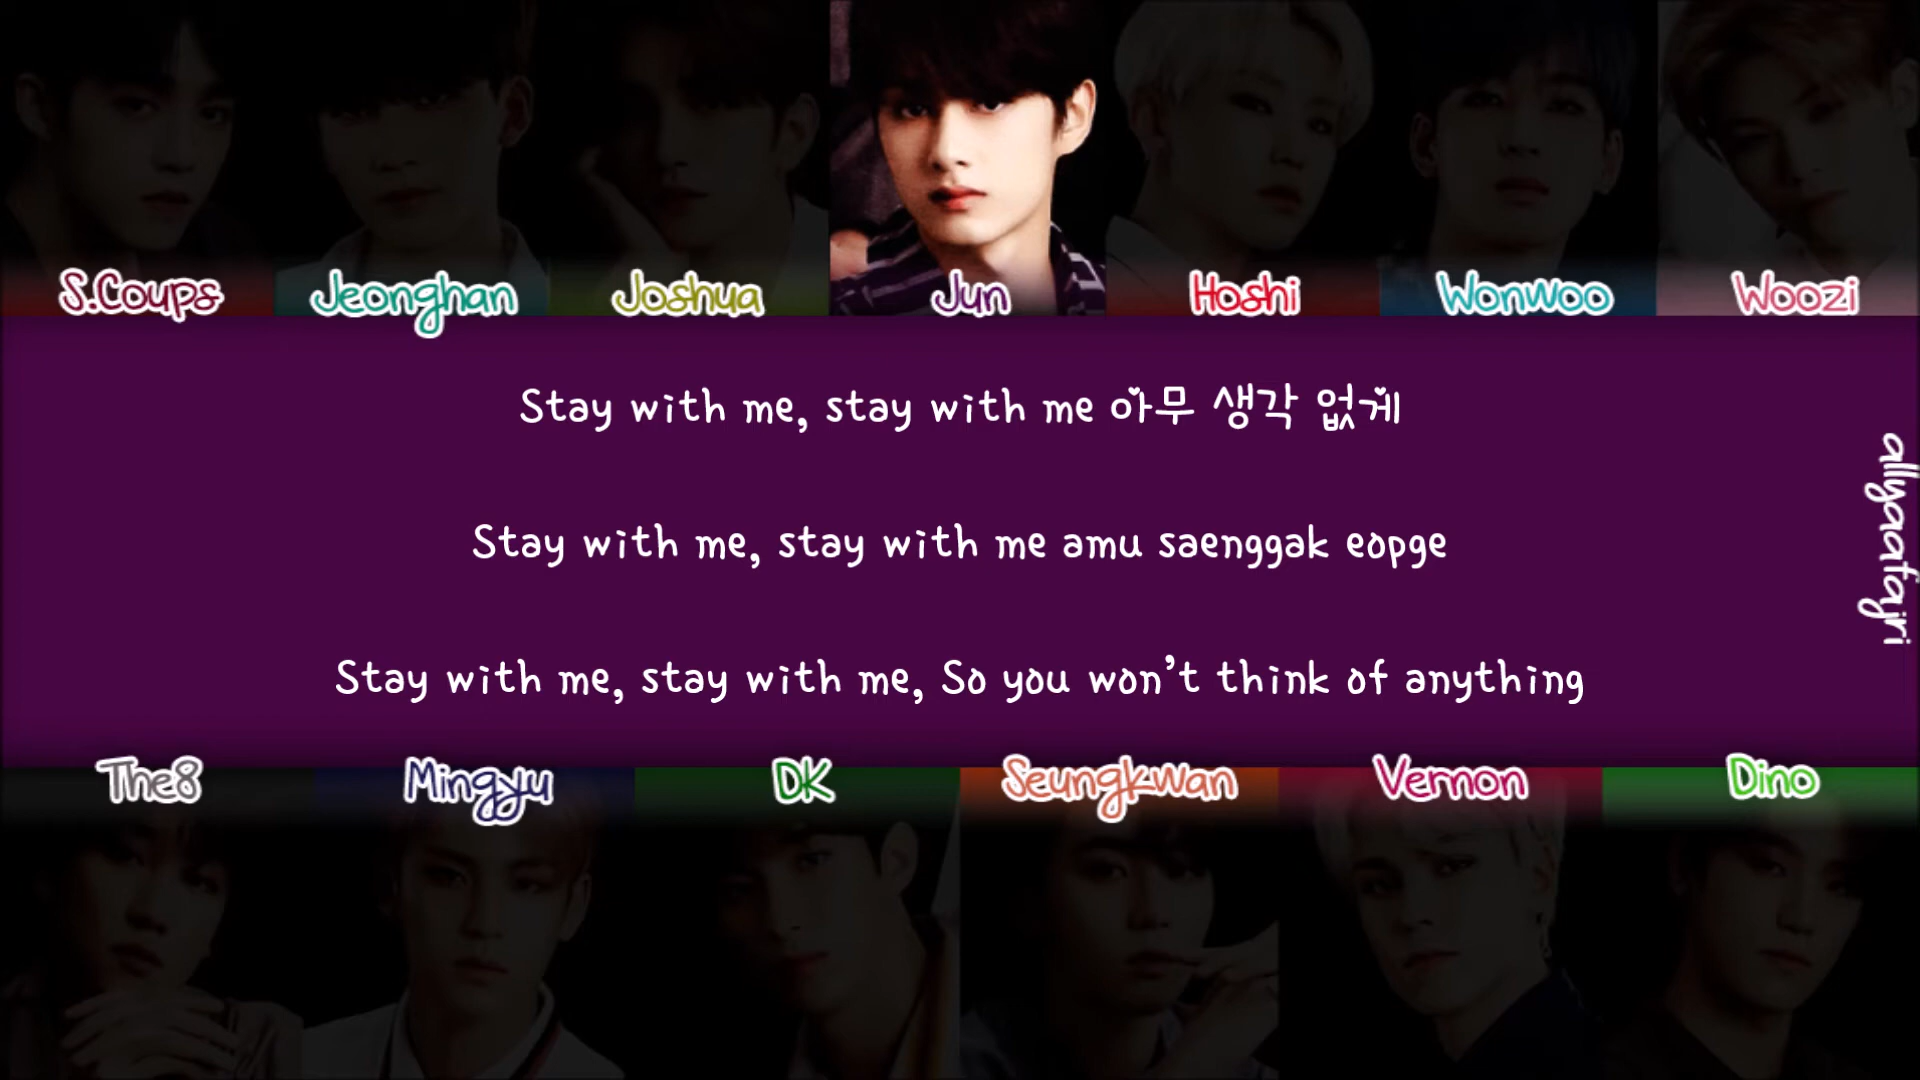 S.Coups
Jeonghan
Joshua
Jun
Hoshi
Wonwoo
Woozi
Stay with me, stay with me 아무 생각 없게
Stay with me, stay with me amu saenggak eopge
Stay with me, stay with me, So you won't think of anything
allyaafajri
The8
Mingyu
DK
Seungkwan
Vernon
Dino